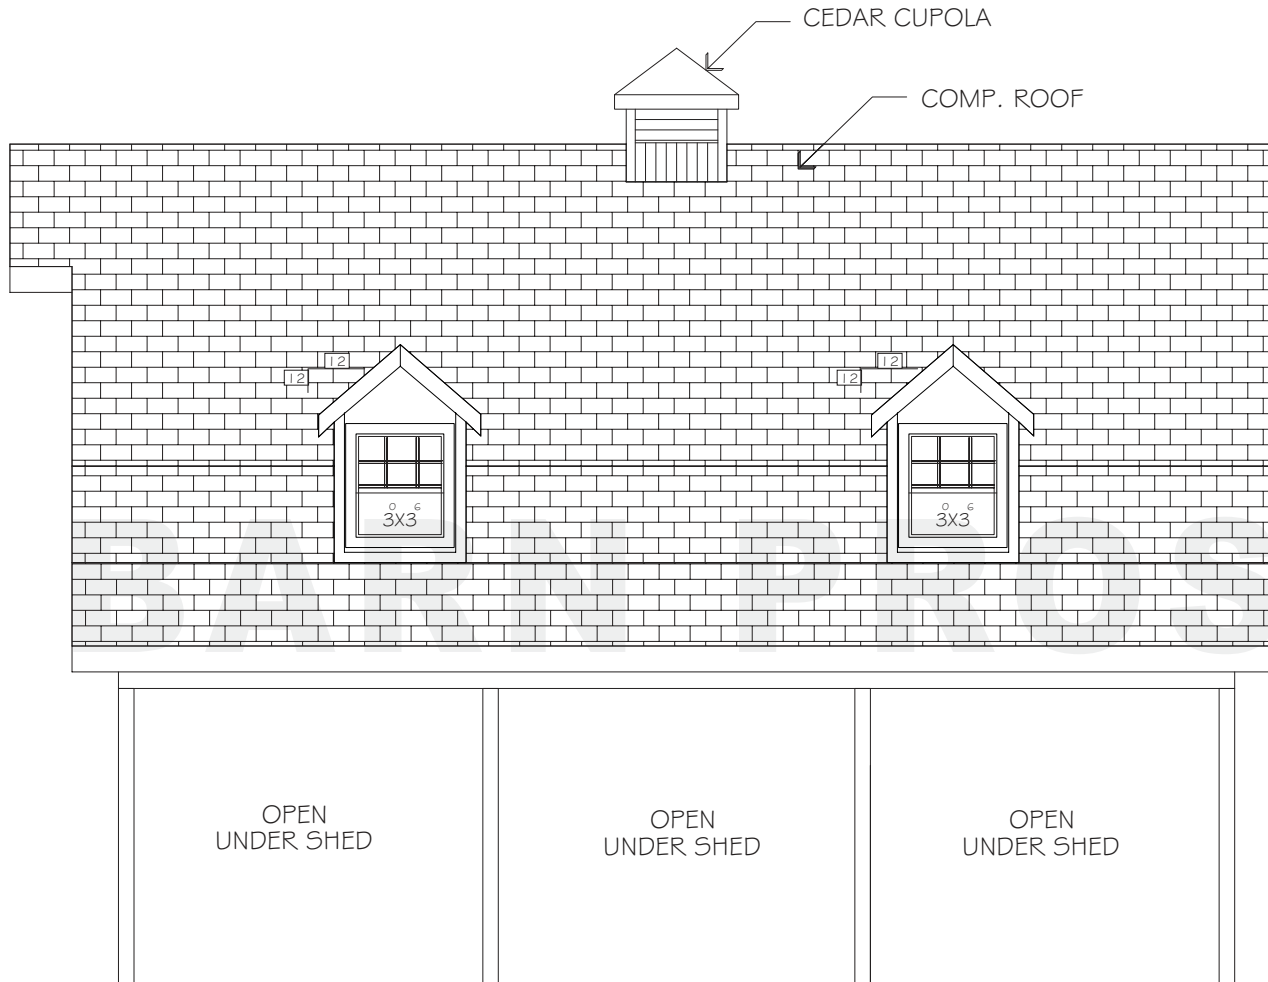 CEDAR CUPOLA
COMP. ROOF
12
12
12
12
0 6
3X3
0 6
3X3
BARN PROS
OPEN
UNDER SHED
OPEN
UNDER SHED
OPEN
UNDER SHED